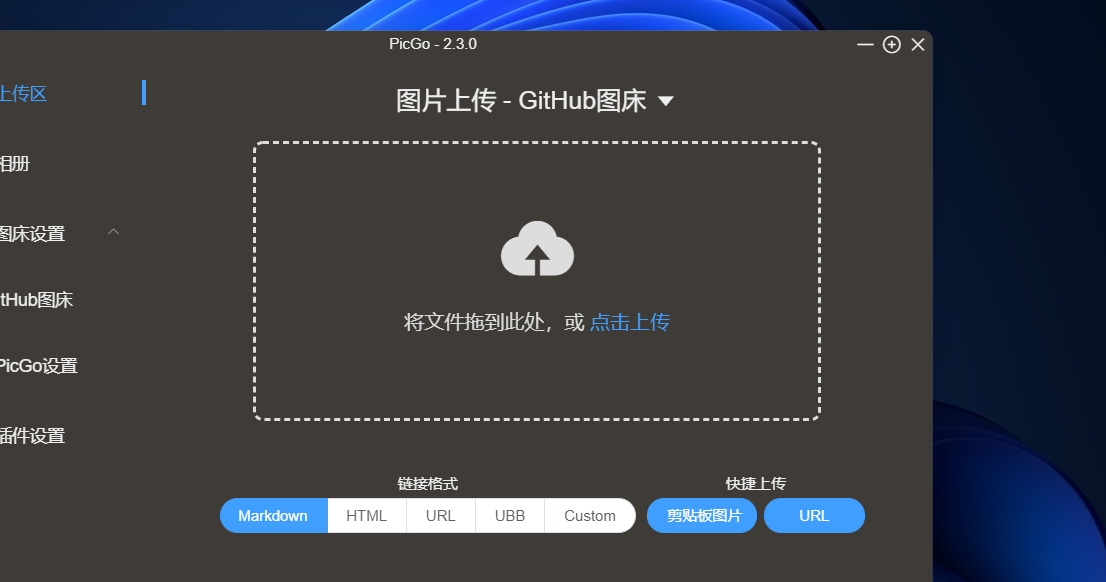 PicGo - 2.3.0
上传区
图片上传 - GitHub图床
相册
图床设置
tHub图床
PicGo设置
插件设置
将文件拖到此处，或 点击上传
链接格式
快捷上传
Markdown HTML URL UBB Custom
剪贴板图片 URL